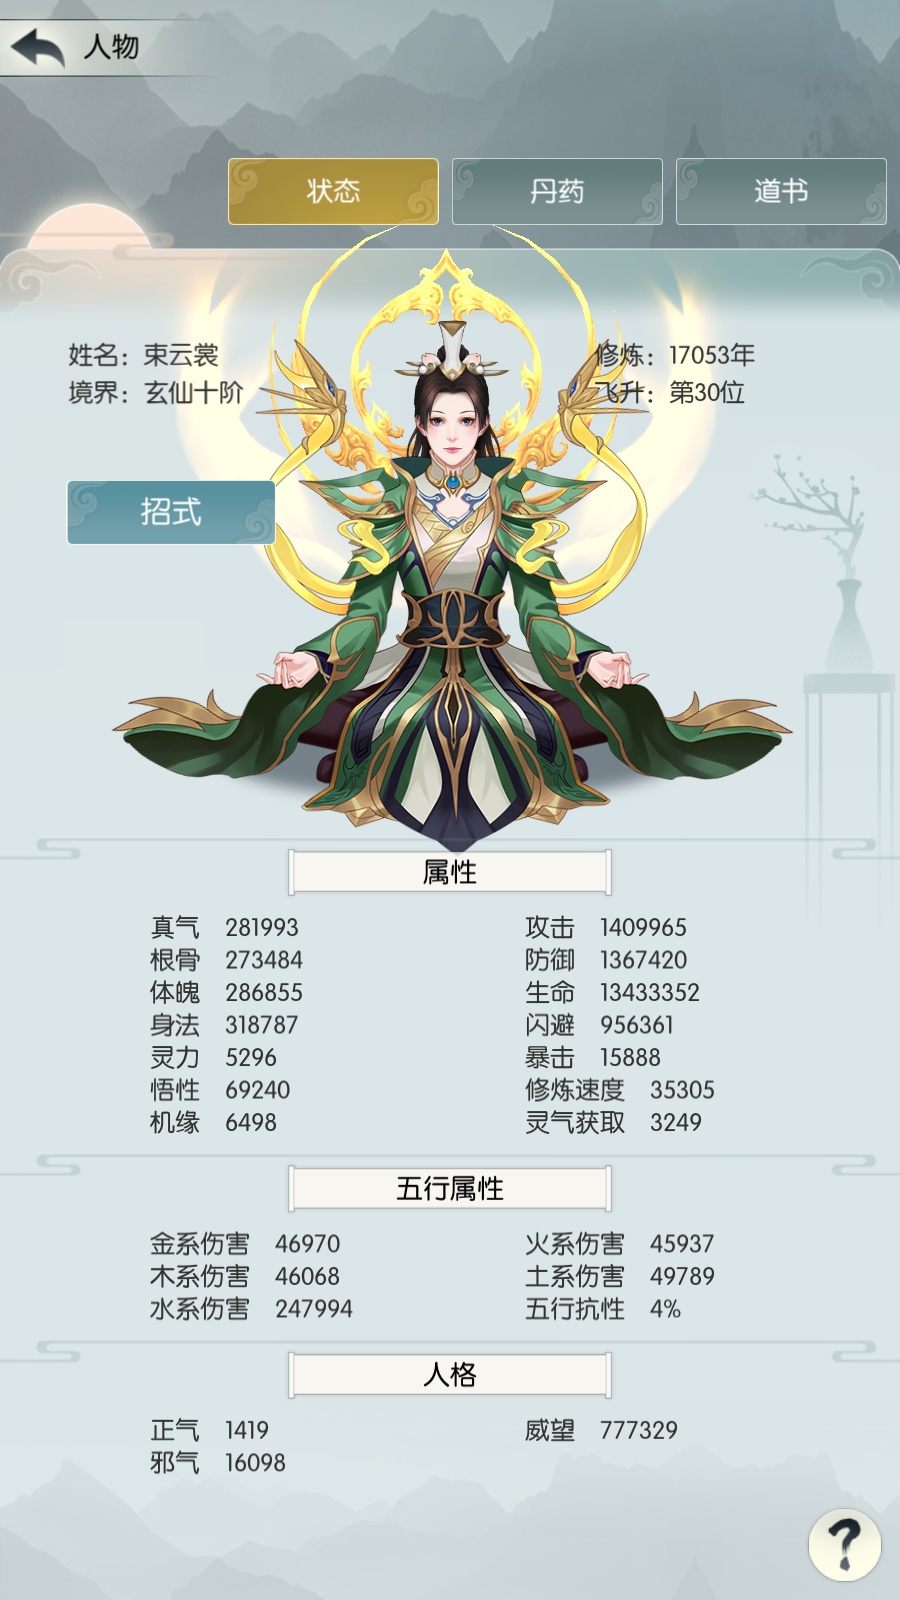 人物
状态 丹药 道书
姓名：束云裳 修炼：17053年
境界：玄仙十阶 飞升：第30位
招式
属性
真气 281993 攻击 1409965
根骨 273484 防御 1367420
体魄 286855 生命 13433352
身法 318787 闪避 956361
灵力 5296 暴击 15888
悟性 69240 修炼速度 35305
机缘 6498 灵气获取 3249
五行属性
金系伤害 46970 火系伤害 45937
木系伤害 46068 土系伤害 49789
水系伤害 247994 五行抗性 4%
人格
正气 1419 威望 777329
邪气 16098
?